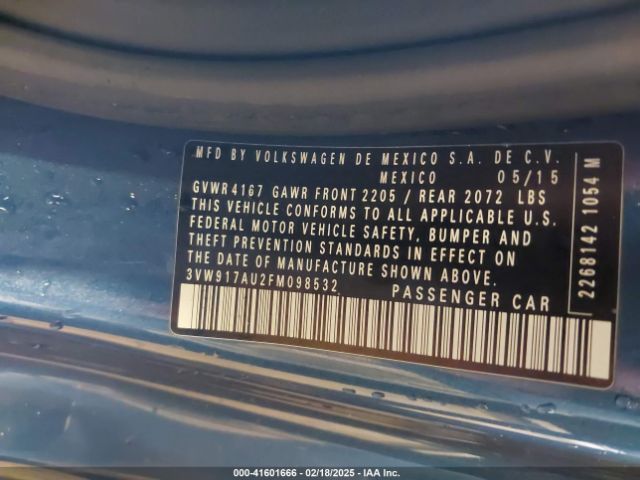 MFD BY VOLKSWAGEN DE MEXICO S.A. DE C.V.
MEXICO 05/15
GVWR 4167 GAWR FRONT 2205 / REAR 2072 LBS
THIS VEHICLE CONFORMS TO ALL APPLICABLE U.S.
FEDERAL MOTOR VEHICLE SAFETY, BUMPER AND
THEFT PREVENTION STANDARDS IN EFFECT ON
THE DATE OF MANUFACTURE SHOWN ABOVE.
3VW917AU2FM098532 PASSENGER CAR
2268142 1054 M
000-41601666 - 02/18/2025 - IAA Inc.